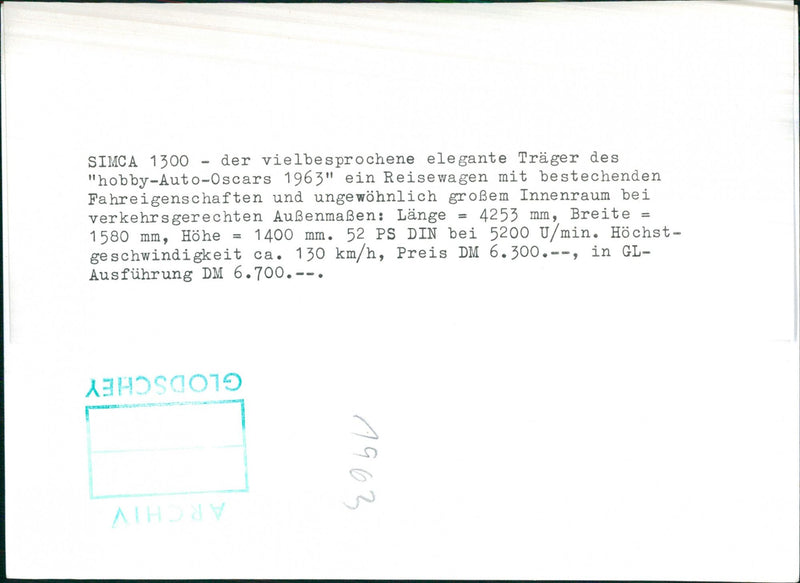 SIMCA 1300 - der vielbesprochene elegante Träger des
"hobby-Auto-Oscars 1963" ein Reisewagen mit bestechenden
Fahreigenschaften und ungewöhnlich großem Innenraum bei
verkehrsgerechten Außenmaßen: Länge = 4253 mm, Breite =
1580 mm, Höhe = 1400 mm. 52 PS DIN bei 5200 U/min. Höchst-
geschwindigkeit ca. 130 km/h, Preis DM 6.300.--, in GL-
Ausführung DM 6.700.--.
ARCHIV
GLODSCHEY
1963